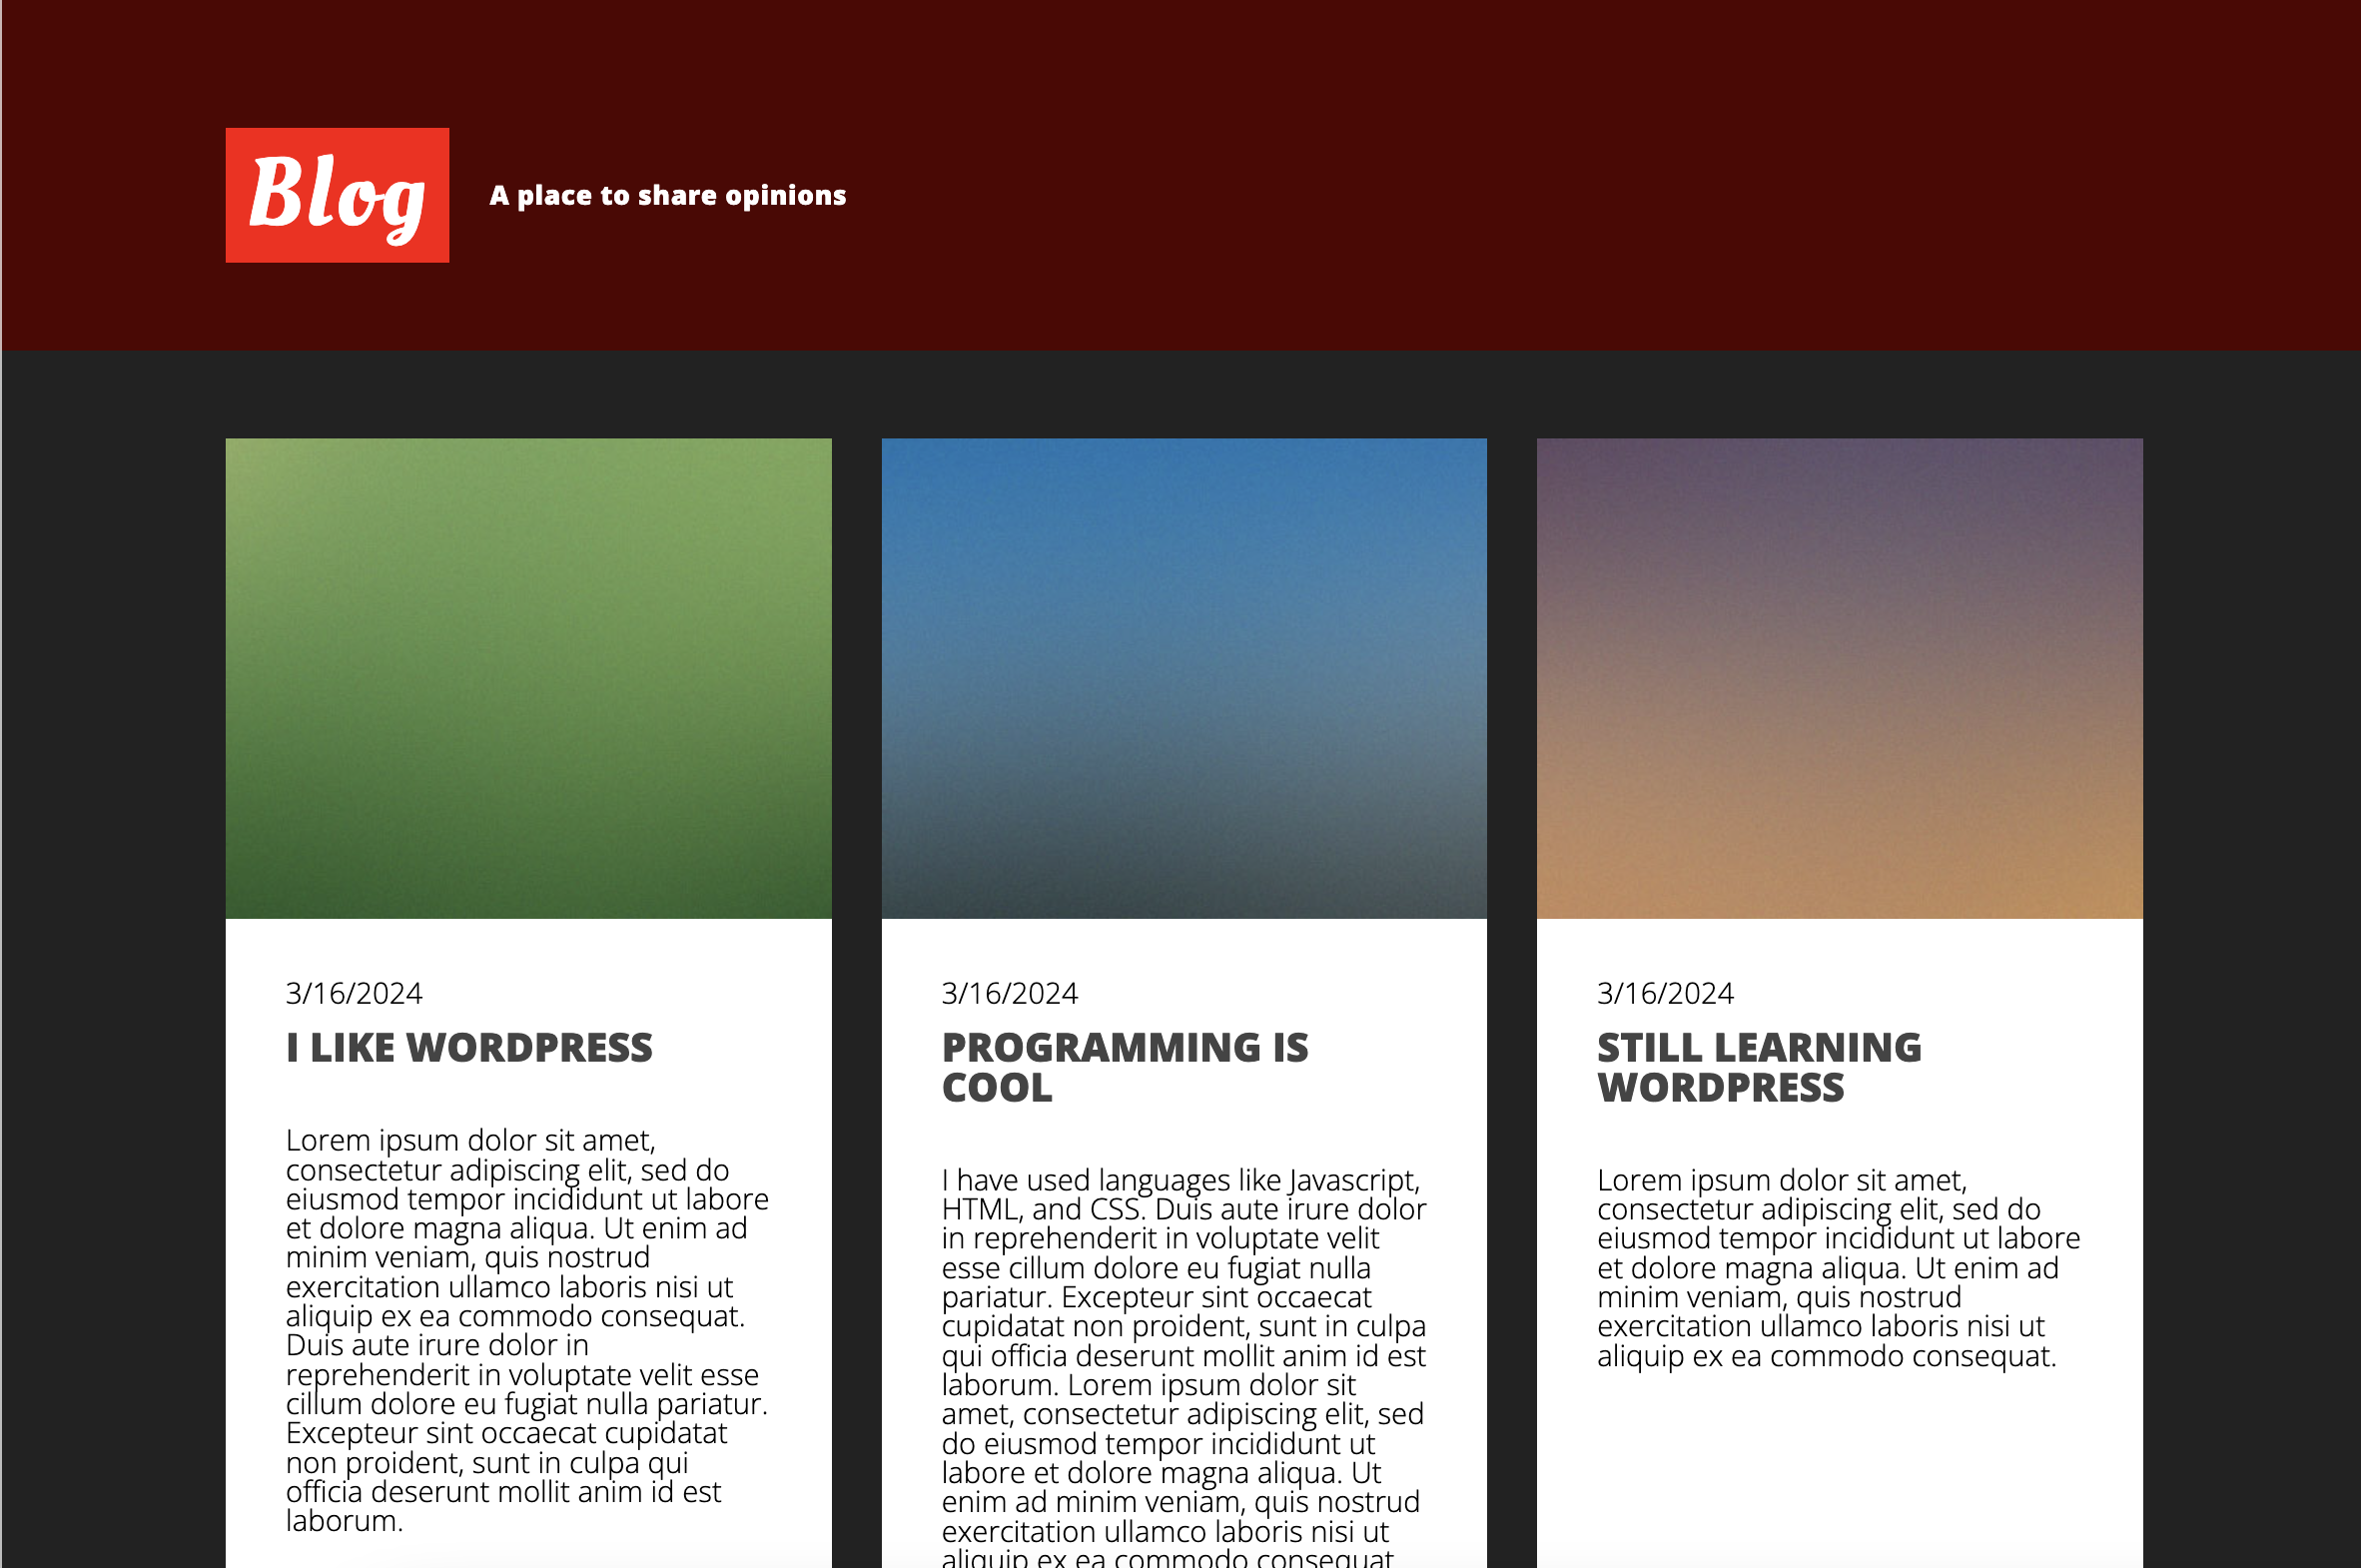 Blog
A place to share opinions
3/16/2024
I LIKE WORDPRESS
Lorem ipsum dolor sit amet,
consectetur adipiscing elit, sed do
eiusmod tempor incididunt ut labore
et dolore magna aliqua. Ut enim ad
minim veniam, quis nostrud
exercitation ullamco laboris nisi ut
aliquip ex ea commodo consequat.
Duis aute irure dolor in
reprehenderit in voluptate velit esse
cillum dolore eu fugiat nulla pariatur.
Excepteur sint occaecat cupidatat
non proident, sunt in culpa qui
officia deserunt mollit anim id est
laborum.
3/16/2024
PROGRAMMING IS
COOL
I have used languages like Javascript,
HTML, and CSS. Duis aute irure dolor
in reprehenderit in voluptate velit
esse cillum dolore eu fugiat nulla
pariatur. Excepteur sint occaecat
cupidatat non proident, sunt in culpa
qui officia deserunt mollit anim id est
laborum. Lorem ipsum dolor sit
amet, consectetur adipiscing elit, sed
do eiusmod tempor incididunt ut
labore et dolore magna aliqua. Ut
enim ad minim veniam, quis nostrud
exercitation ullamco laboris nisi ut
aliquip ex ea commodo consequat
3/16/2024
STILL LEARNING
WORDPRESS
Lorem ipsum dolor sit amet,
consectetur adipiscing elit, sed do
eiusmod tempor incididunt ut labore
et dolore magna aliqua. Ut enim ad
minim veniam, quis nostrud
exercitation ullamco laboris nisi ut
aliquip ex ea commodo consequat.